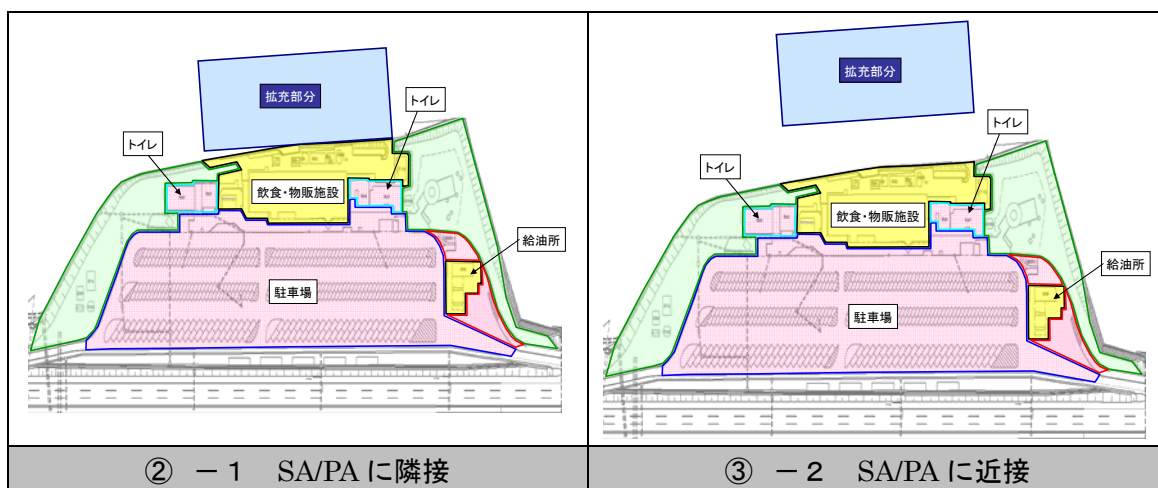 拡充部分
トイレ
トイレ
飲食・物販施設
給油所
駐車場
② －１ SA/PA に隣接
拡充部分
トイレ
トイレ
飲食・物販施設
給油所
駐車場
③ －２ SA/PA に近接